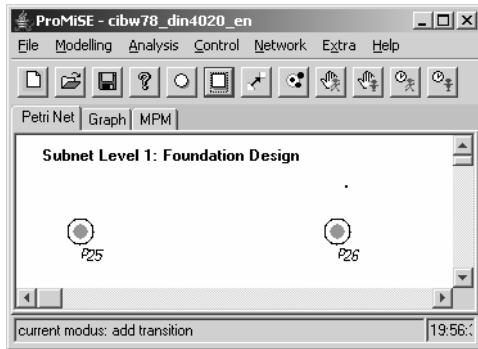 ProMiSE - cibw78_din4020_en
File Modelling Analysis Control Network Extra Help
Petri Net Graph MPM
Subnet Level 1: Foundation Design
P25 P26
current modus: add transition 19:56: